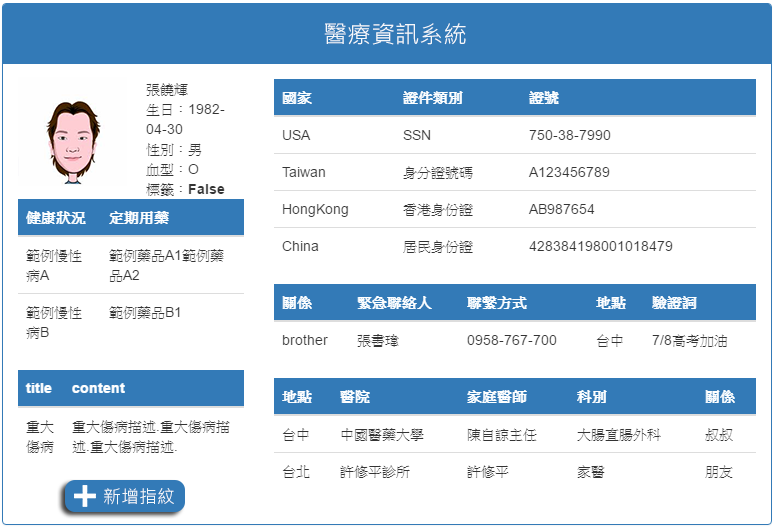 醫療資訊系統
張饒輝
生日：1982-
04-30
性別：男
血型：O
標籤：False
健康狀況 定期用藥
範例慢性 範例藥品A1範例藥
病A 品A2
範例慢性 範例藥品B1
病B
title content
重大 重大傷病描述.重大傷病描
傷病 述.重大傷病描述.
新增指紋
國家 證件類別 證號
USA SSN 750-38-7990
Taiwan 身分證號碼 A123456789
HongKong 香港身份證 AB987654
China 居民身份證 428384198001018479
關係 緊急聯絡人 聯繫方式 地點 驗證詞
brother 張書瑋 0958-767-700 台中 7/8高考加油
地點 醫院 家庭醫師 科別 關係
台中 中國醫藥大學 陳自諒主任 大腸直腸外科 叔叔
台北 許修平診所 許修平 家醫 朋友